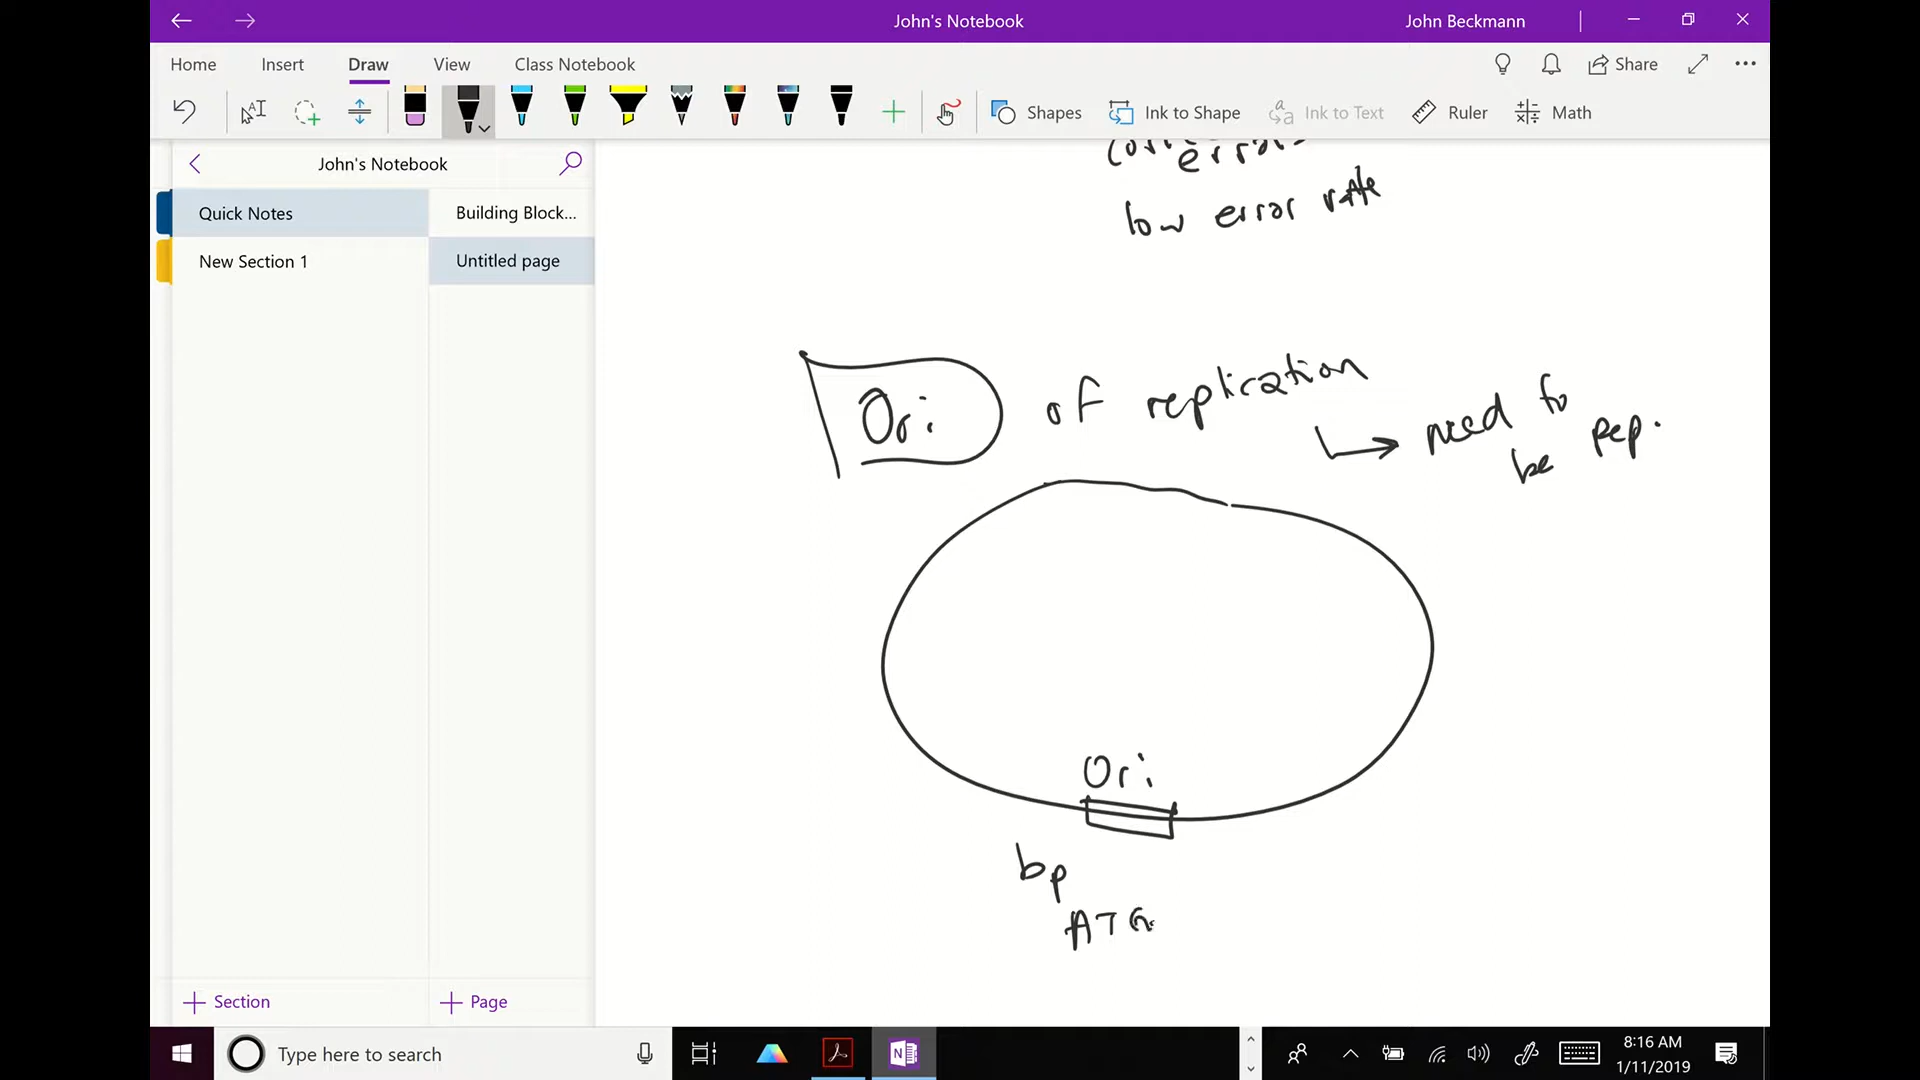 John's Notebook
John Beckmann
Home Insert Draw View Class Notebook
Share
Shapes Ink to Shape Ink to Text Ruler Math
John's Notebook
Quick Notes
New Section 1
Building Block...
Untitled page
error
low error rate
Ori of replication
need to
be rep.
Ori
bp
AT
+ Section
+ Page
Type here to search
8:16 AM
1/11/2019